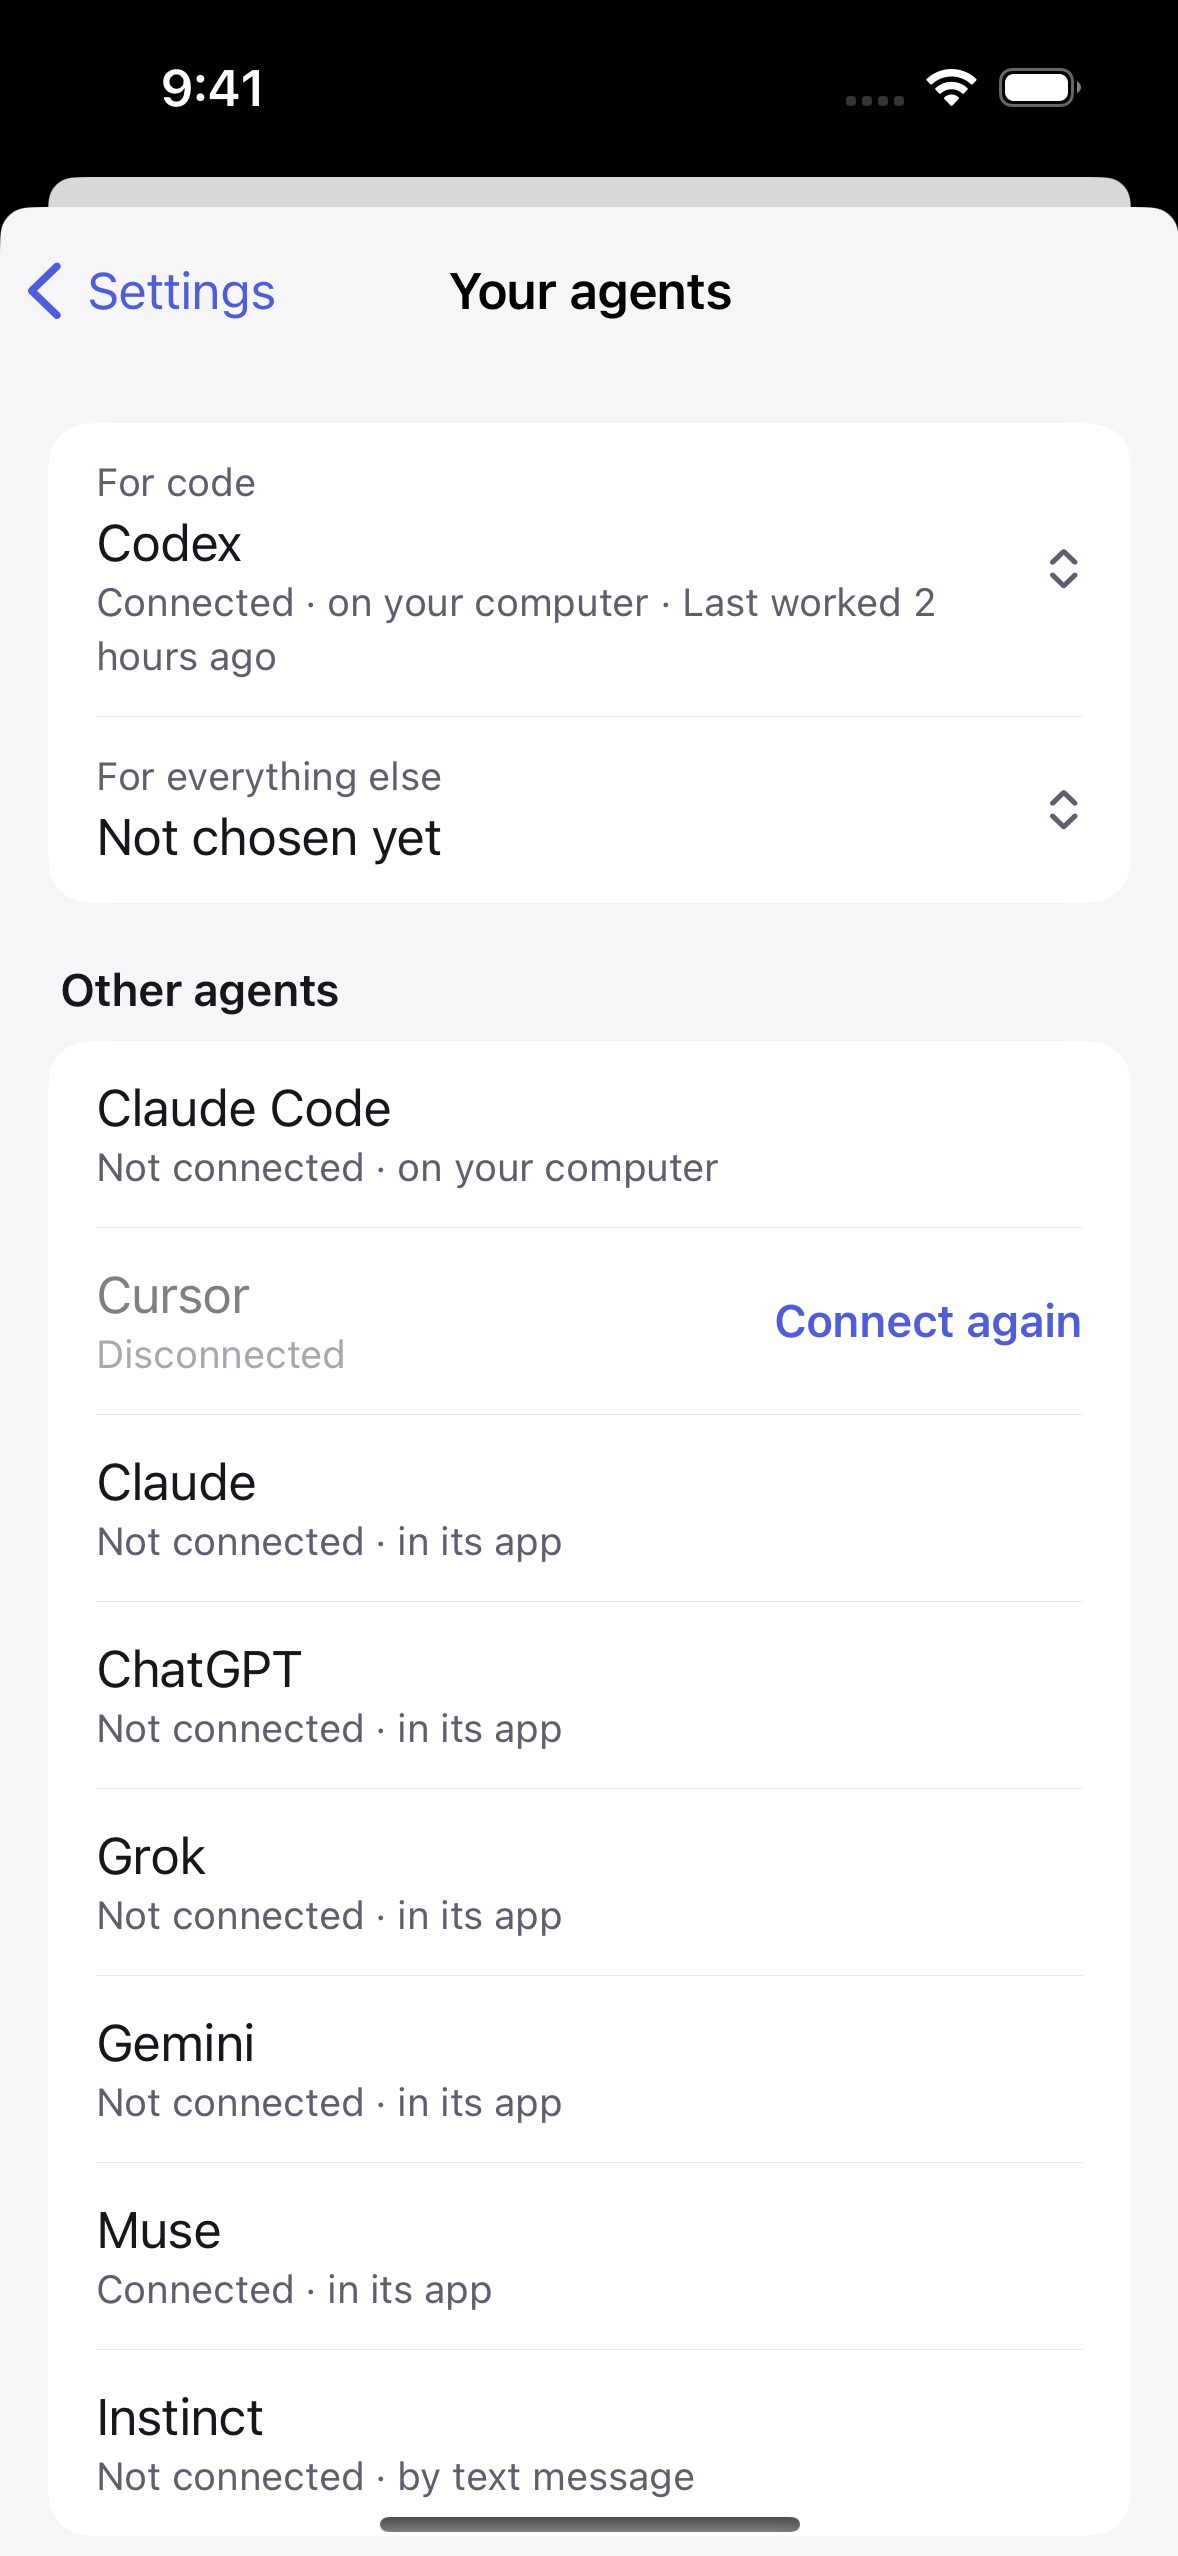 9:41
Settings
Your agents
For code
Codex
Connected · on your computer · Last worked 2
hours ago
For everything else
Not chosen yet
Other agents
Claude Code
Not connected · on your computer
Cursor
Disconnected
Connect again
Claude
Not connected · in its app
ChatGPT
Not connected · in its app
Grok
Not connected · in its app
Gemini
Not connected · in its app
Muse
Connected · in its app
Instinct
Not connected · by text message